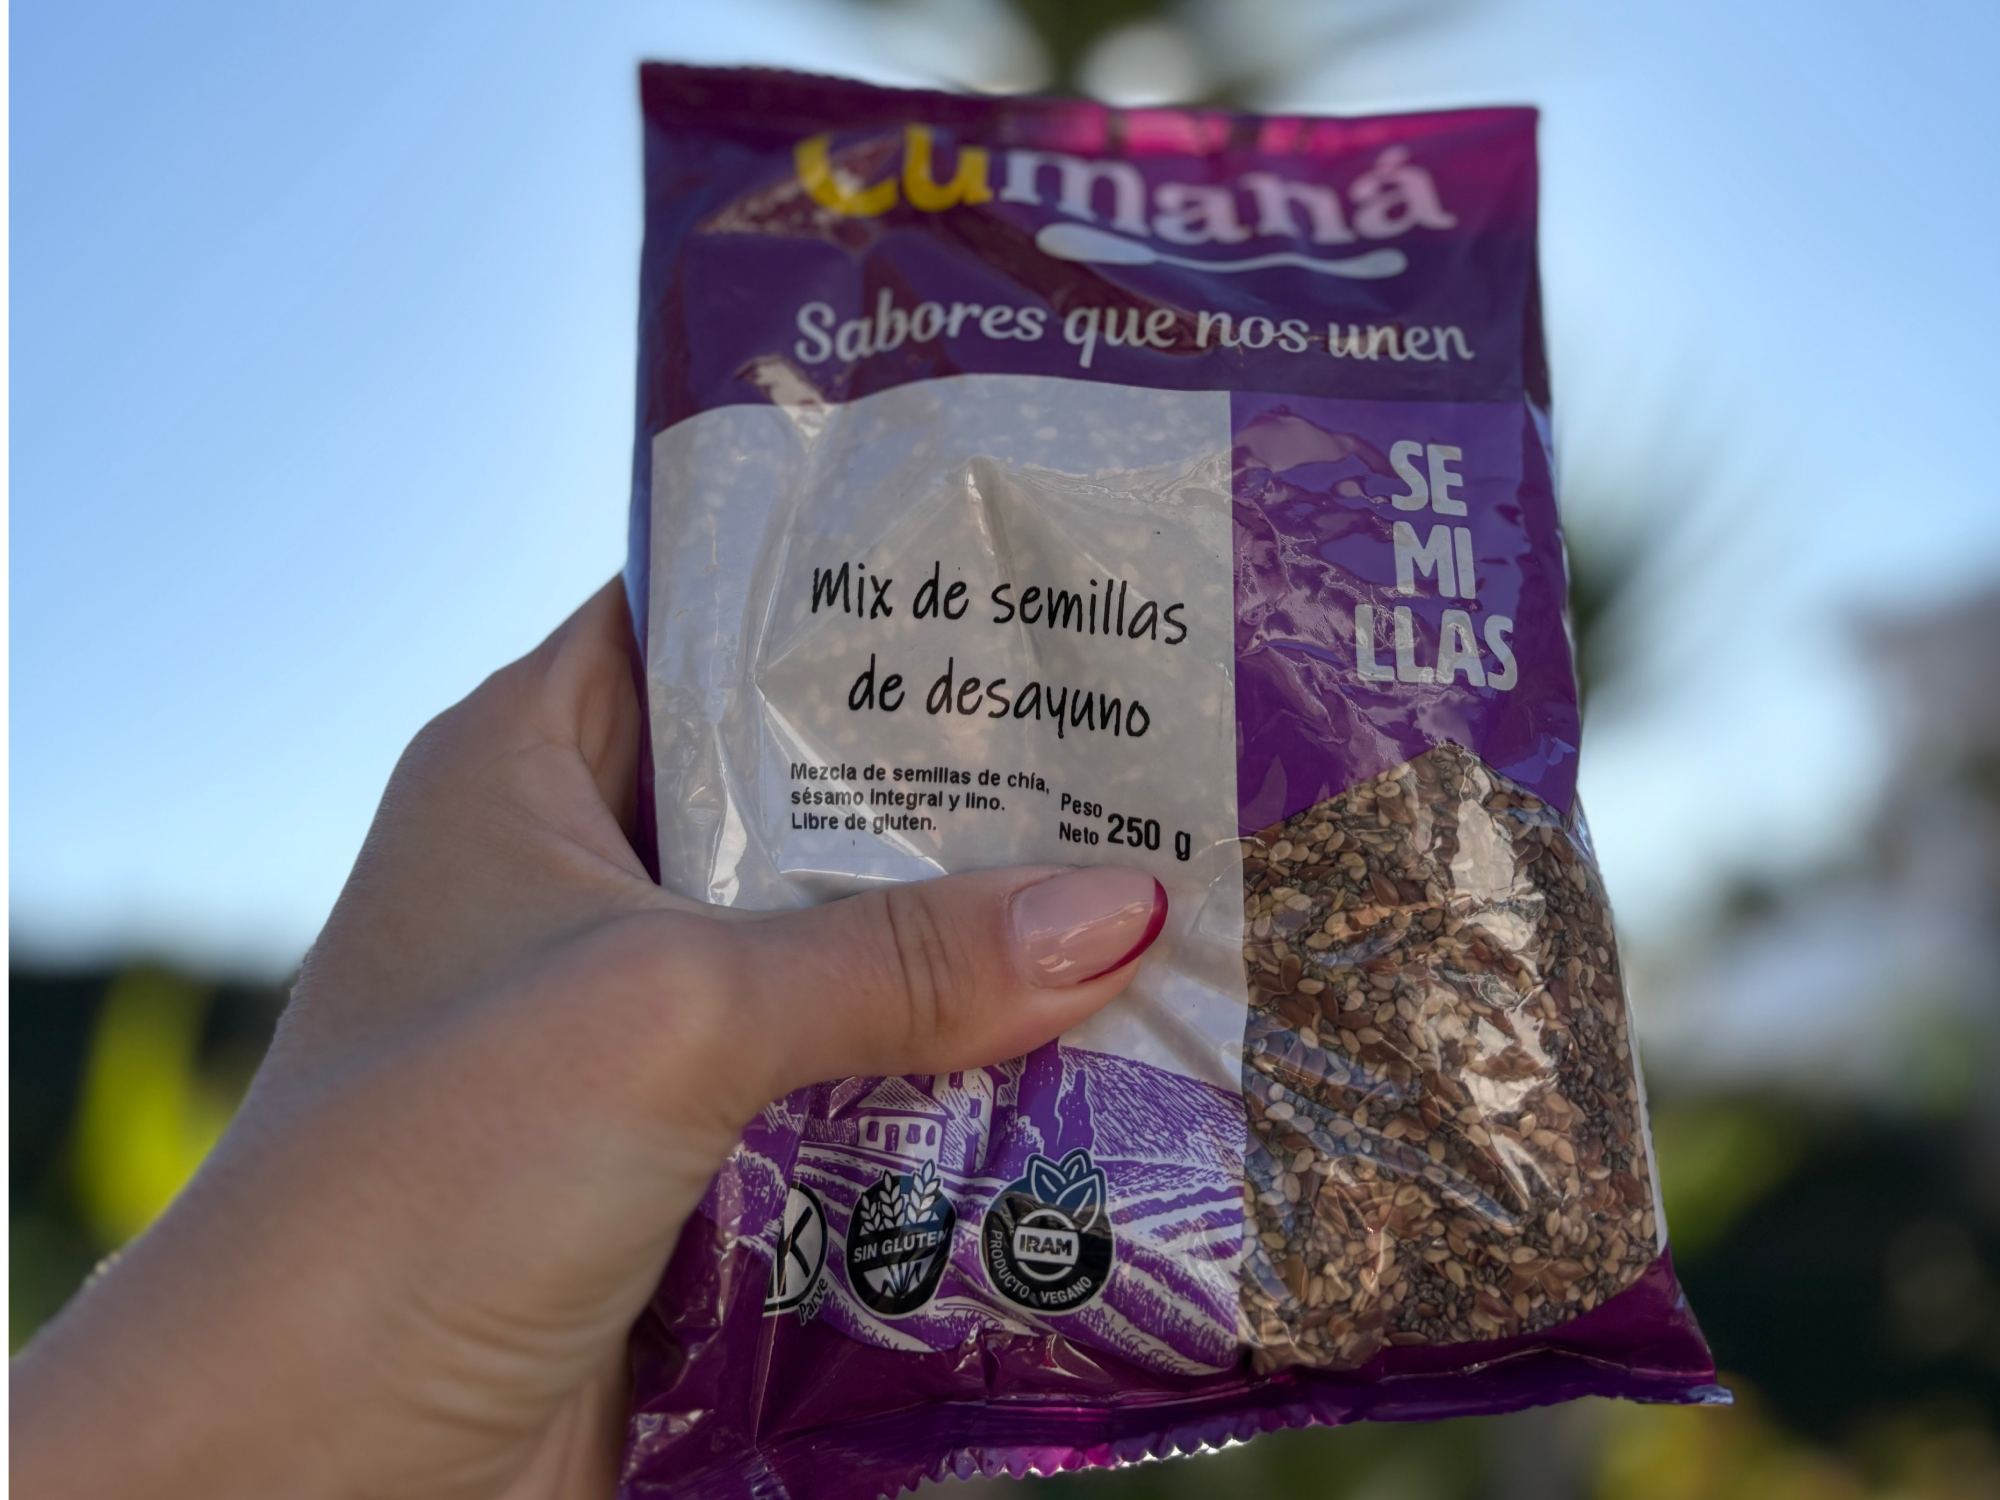 Cumaná
Sabores que nos unen
SE
MI
LLAS
Mix de semillas
de desayuno
Mezcla de semillas de chía,
sésamo integral y lino.
Libre de gluten.
Peso
Neto 250 g
K
Parve
SIN GLUTEN
IRAM
PRODUCTO VEGANO